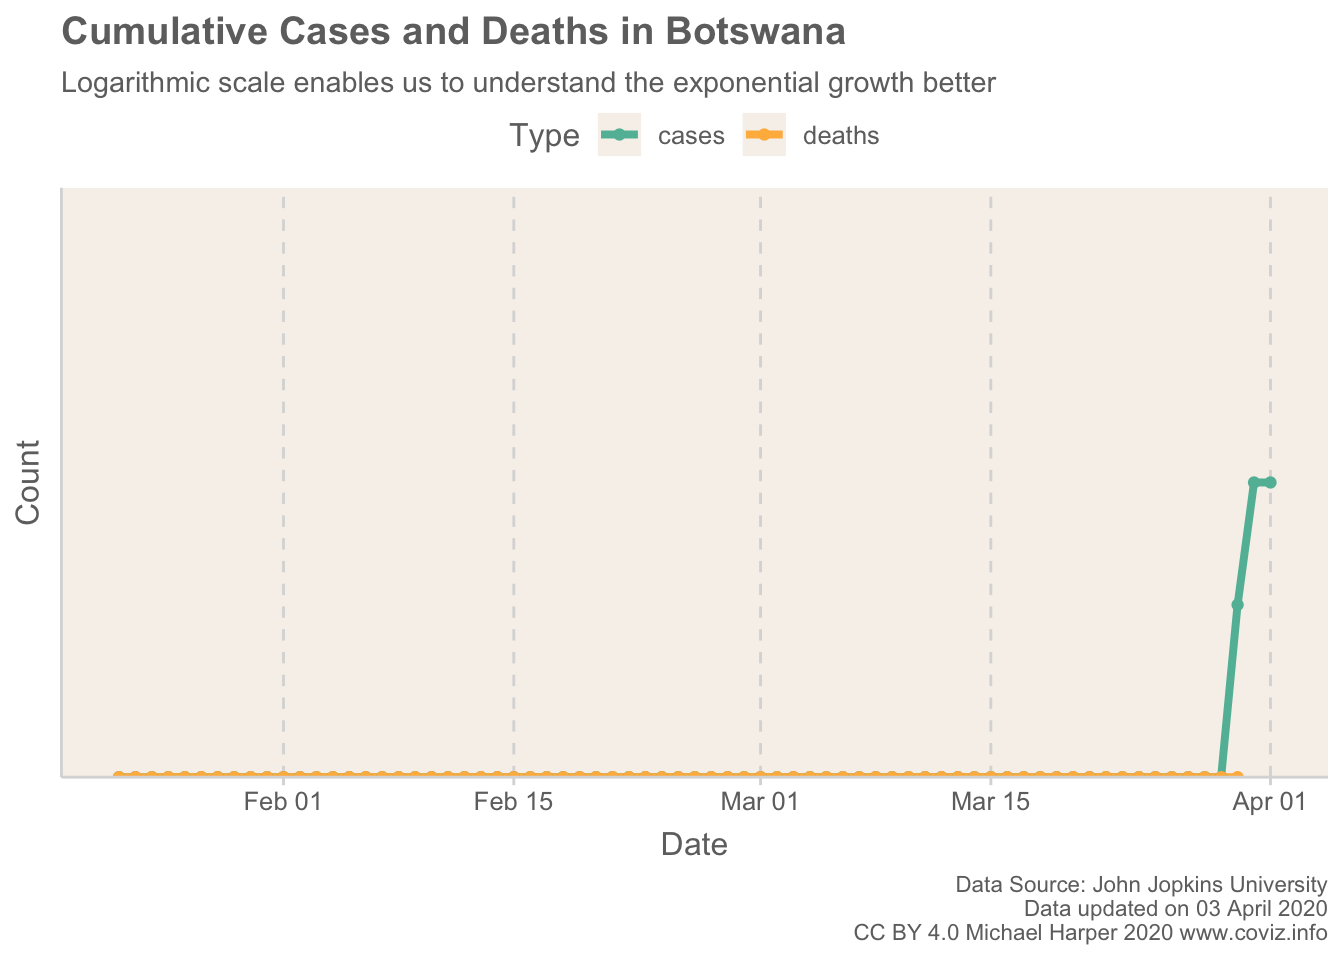 Cumulative Cases and Deaths in Botswana
Logarithmic scale enables us to understand the exponential growth better
Type cases deaths
Count
Feb 01 Feb 15 Mar 01 Mar 15 Apr 01
Date
Data Source: John Jopkins University
Data updated on 03 April 2020
CC BY 4.0 Michael Harper 2020 www.coviz.info